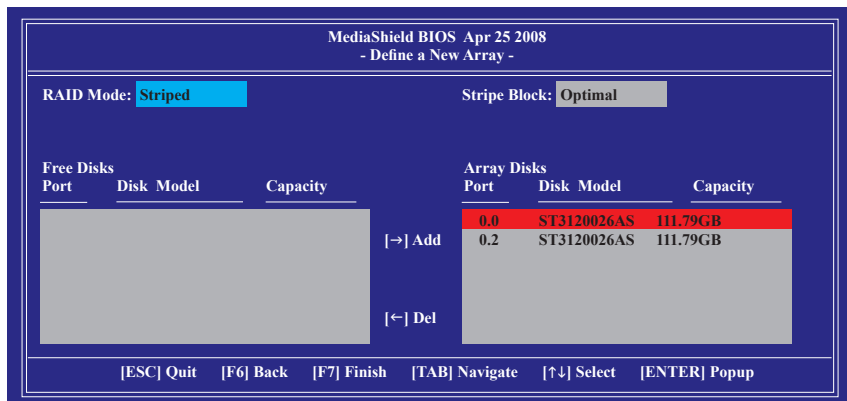 MediaShield BIOS Apr 25 2008
- Define a New Array -
RAID Mode: Striped Stripe Block: Optimal
Free Disks Array Disks
Port Disk Model Capacity Port Disk Model Capacity
0.0 ST3120026AS 111.79GB
[→] Add 0.2 ST3120026AS 111.79GB
[←] Del
[ESC] Quit [F6] Back [F7] Finish [TAB] Navigate [↑↓] Select [ENTER] Popup